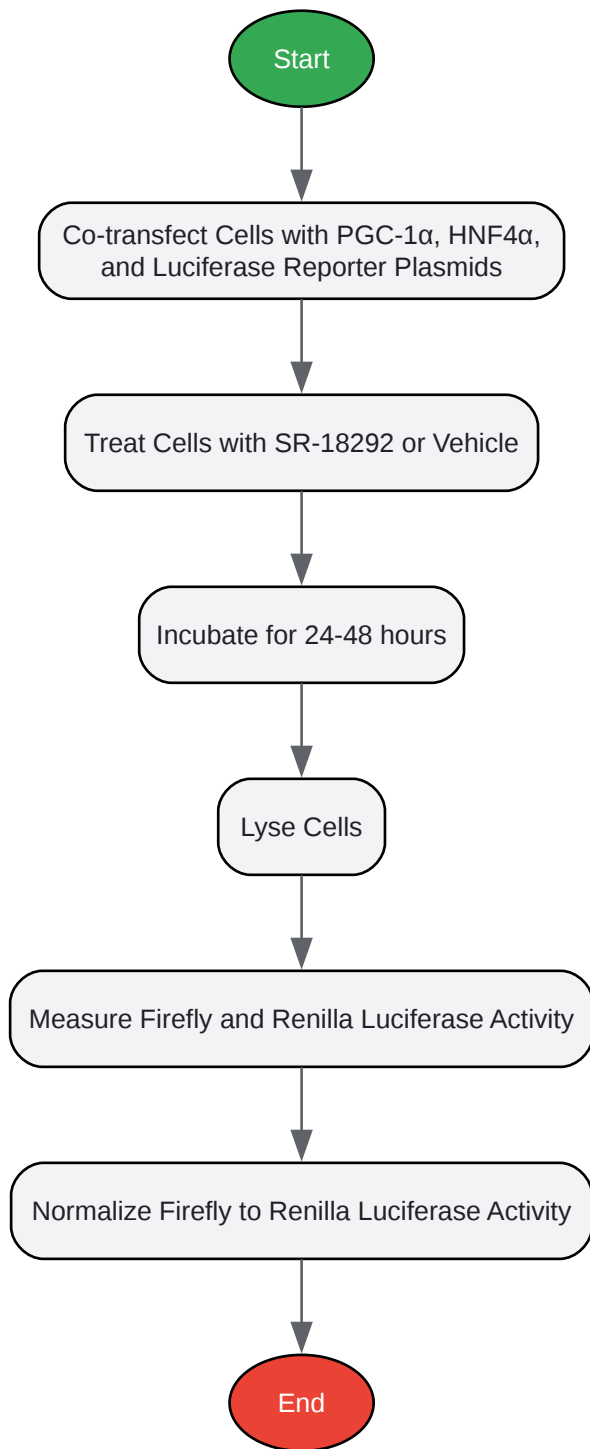 Start
Co-transfect Cells with PGC-1α, HNF4α,
and Luciferase Reporter Plasmids
Treat Cells with SR-18292 or Vehicle
Incubate for 24-48 hours
Lyse Cells
Measure Firefly and Renilla Luciferase Activity
Normalize Firefly to Renilla Luciferase Activity
End